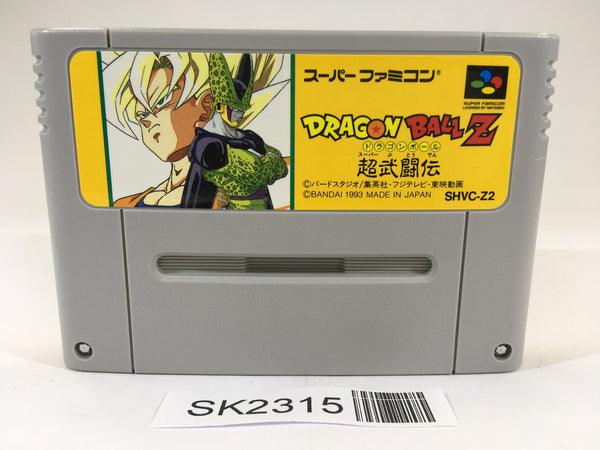 スーパーファミコン®
SUPER FAMICOM
LICENSED BY NINTENDO
DRAGON BALL Z
ドラゴンボール
スーパー ぶ とう でん
超武闘伝
©バードスタジオ/集英社・フジテレビ・東映動画
©BANDAI 1993 MADE IN JAPAN
SHVC-Z2
SK2315